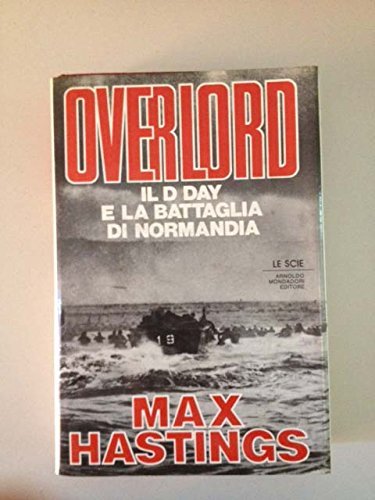 OVERLORD
IL D DAY
E LA BATTAGLIA
DI NORMANDIA
LE SCIE
ARNOLDO
MONDADORI
EDITORE
MAX
HASTINGS